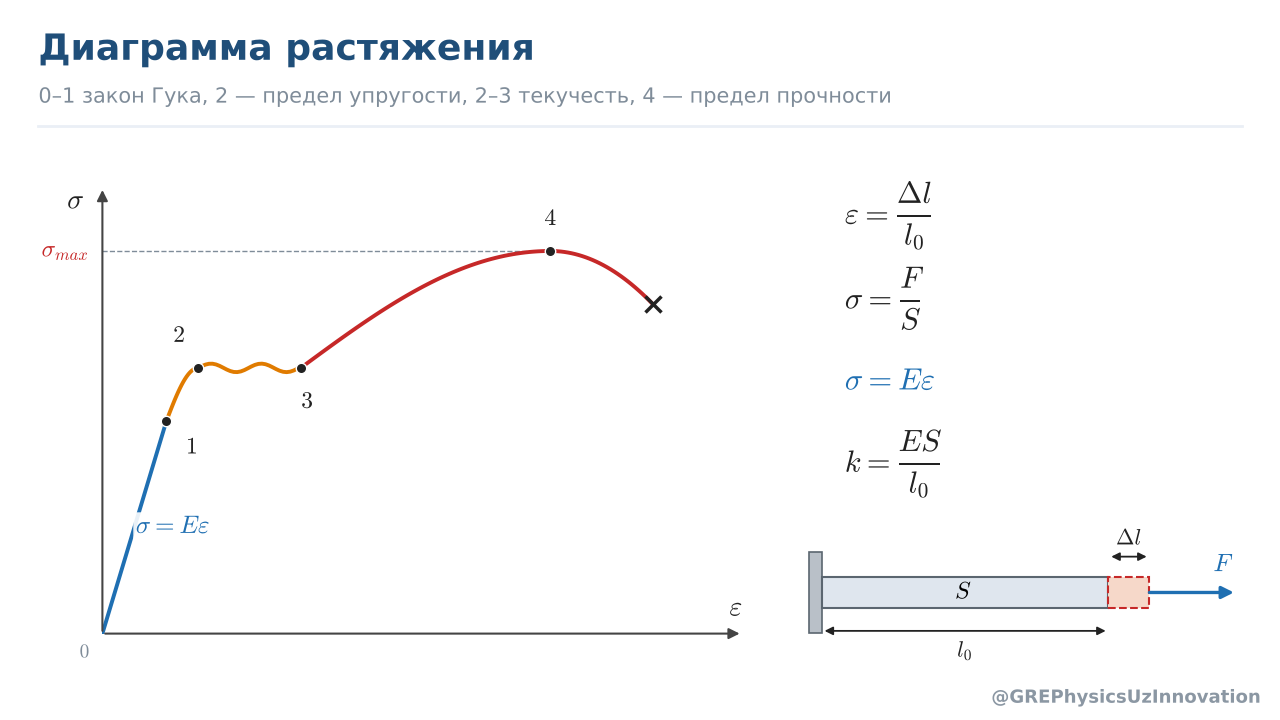 Диаграмма растяжения
0–1 закон Гука, 2 — предел упругости, 2–3 текучесть, 4 — предел прочности
σ
σ_max
4
2
3
1
σ = Eε
ε
0
ε = Δl / l₀
σ = F / S
σ = Eε
k = ES / l₀
Δl
F
S
l₀
@GREPhysicsUzInnovation